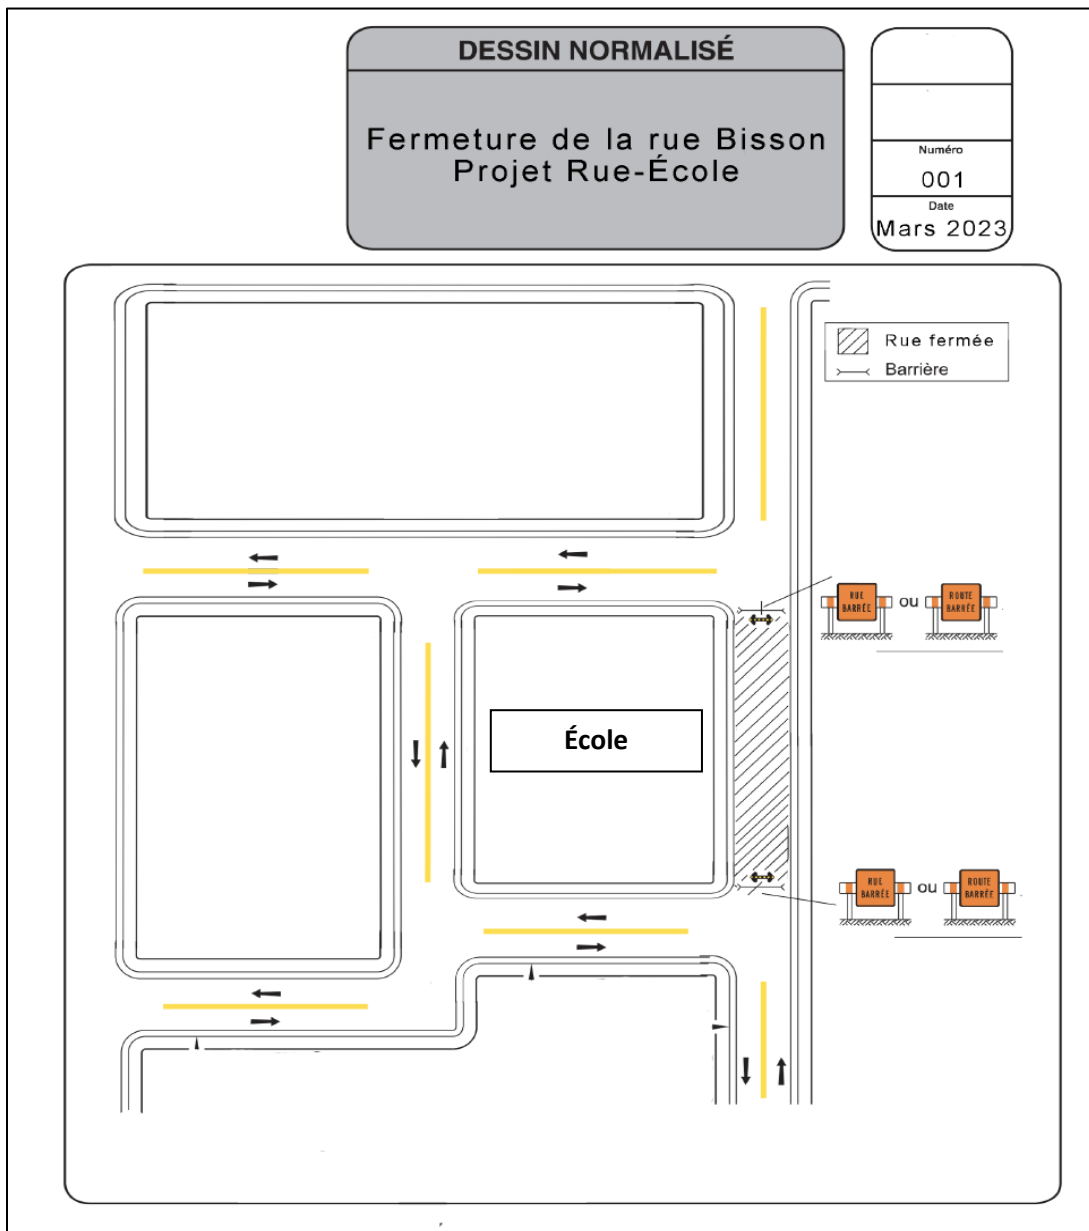 DESSIN NORMALISÉ
Fermeture de la rue Bisson
Projet Rue-École
Numéro
001
Date
Mars 2023
Rue fermée
Barrière
RUE
BARRÉE
ou
ROUTE
BARRÉE
École
RUE
BARRÉE
ou
ROUTE
BARRÉE